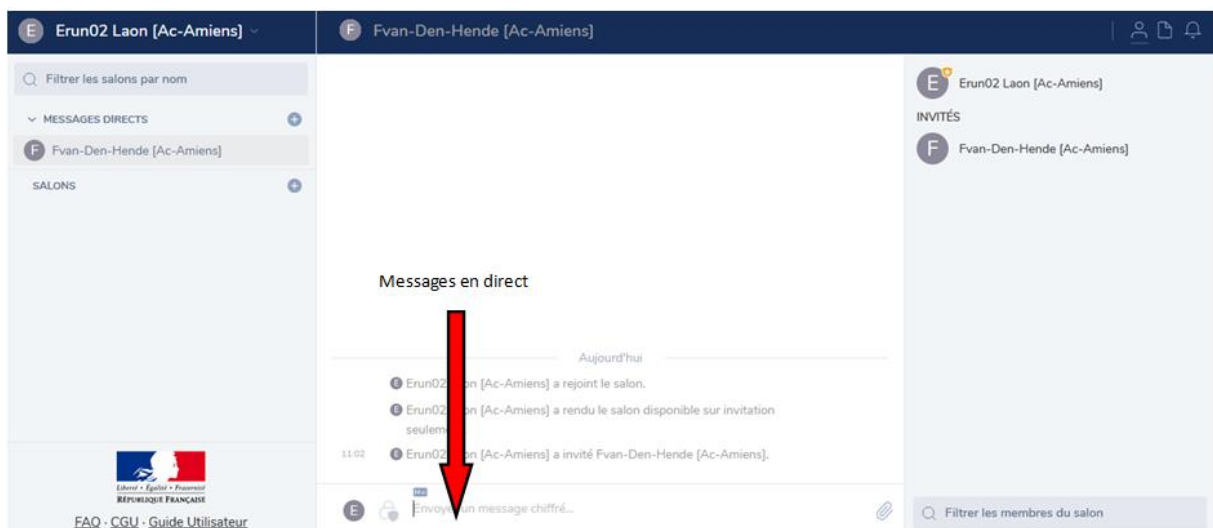 E Erun02 Laon [Ac-Amiens]
F Fvan-Den-Hende [Ac-Amiens]
Filtrer les salons par nom
MESSAGES DIRECTS
F Fvan-Den-Hende [Ac-Amiens]
SALONS
Liberté • Égalité • Fraternité
RÉPUBLIQUE FRANÇAISE
FAQ · CGU · Guide Utilisateur
Messages en direct
Aujourd'hui
E Erun02 on [Ac-Amiens] a rejoint le salon.
E Erun02 on [Ac-Amiens] a rendu le salon disponible sur invitation
seulem
11:02 E Erun02 on [Ac-Amiens] a invité Fvan-Den-Hende [Ac-Amiens].
E Envoye un message chiffré...
E Erun02 Laon [Ac-Amiens]
INVITÉS
F Fvan-Den-Hende [Ac-Amiens]
Filtrer les membres du salon